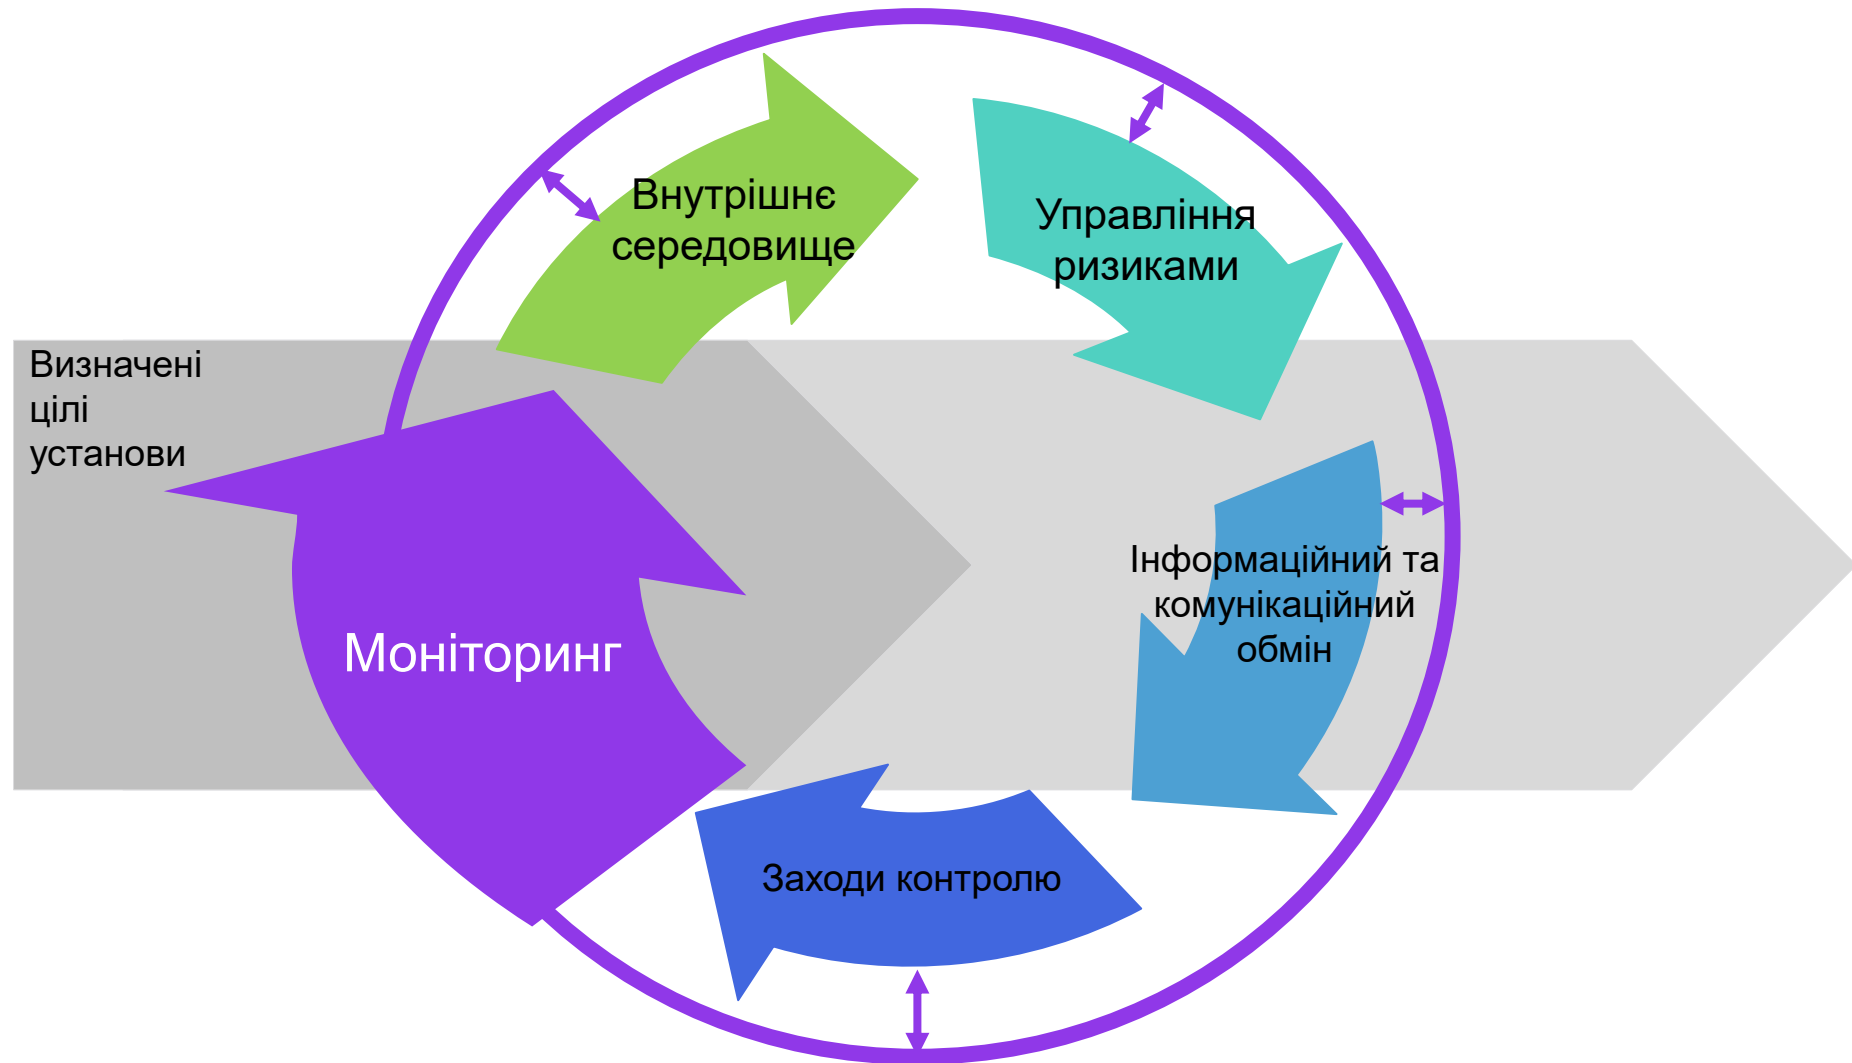 Внутрішнє
середовище
Управління
ризиками
Визначені
цілі
установи
Інформаційний та
комунікаційний
обмін
Моніторинг
Заходи контролю